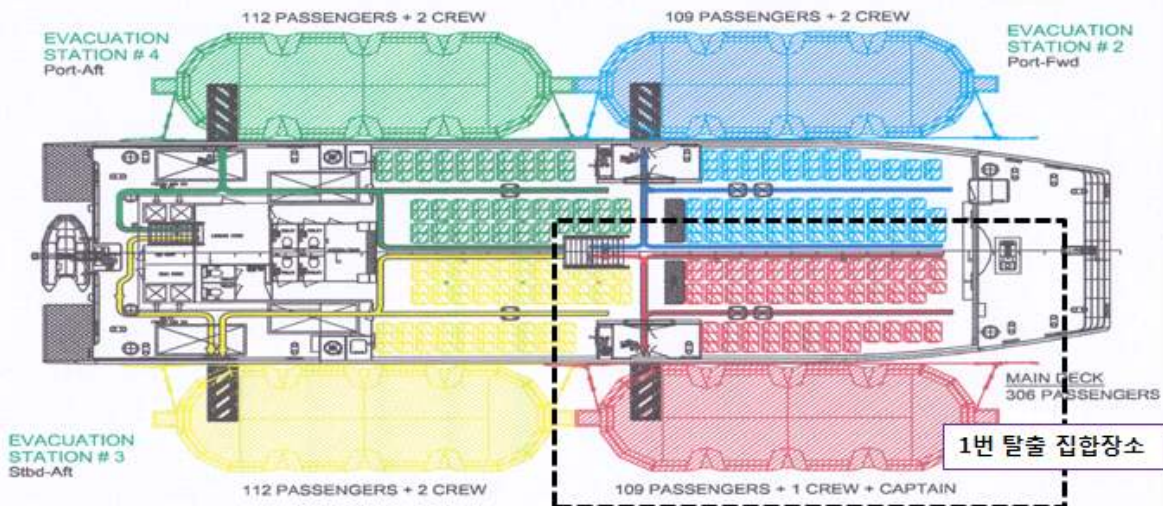 112 PASSENGERS + 2 CREW
109 PASSENGERS + 2 CREW
EVACUATION
STATION # 4
Port-Aft
EVACUATION
STATION # 2
Port-Fwd
MAIN DECK
306 PASSENGERS
1번 탈출 집합장소
EVACUATION
STATION # 3
Stbd-Aft
112 PASSENGERS + 2 CREW
109 PASSENGERS + 1 CREW + CAPTAIN